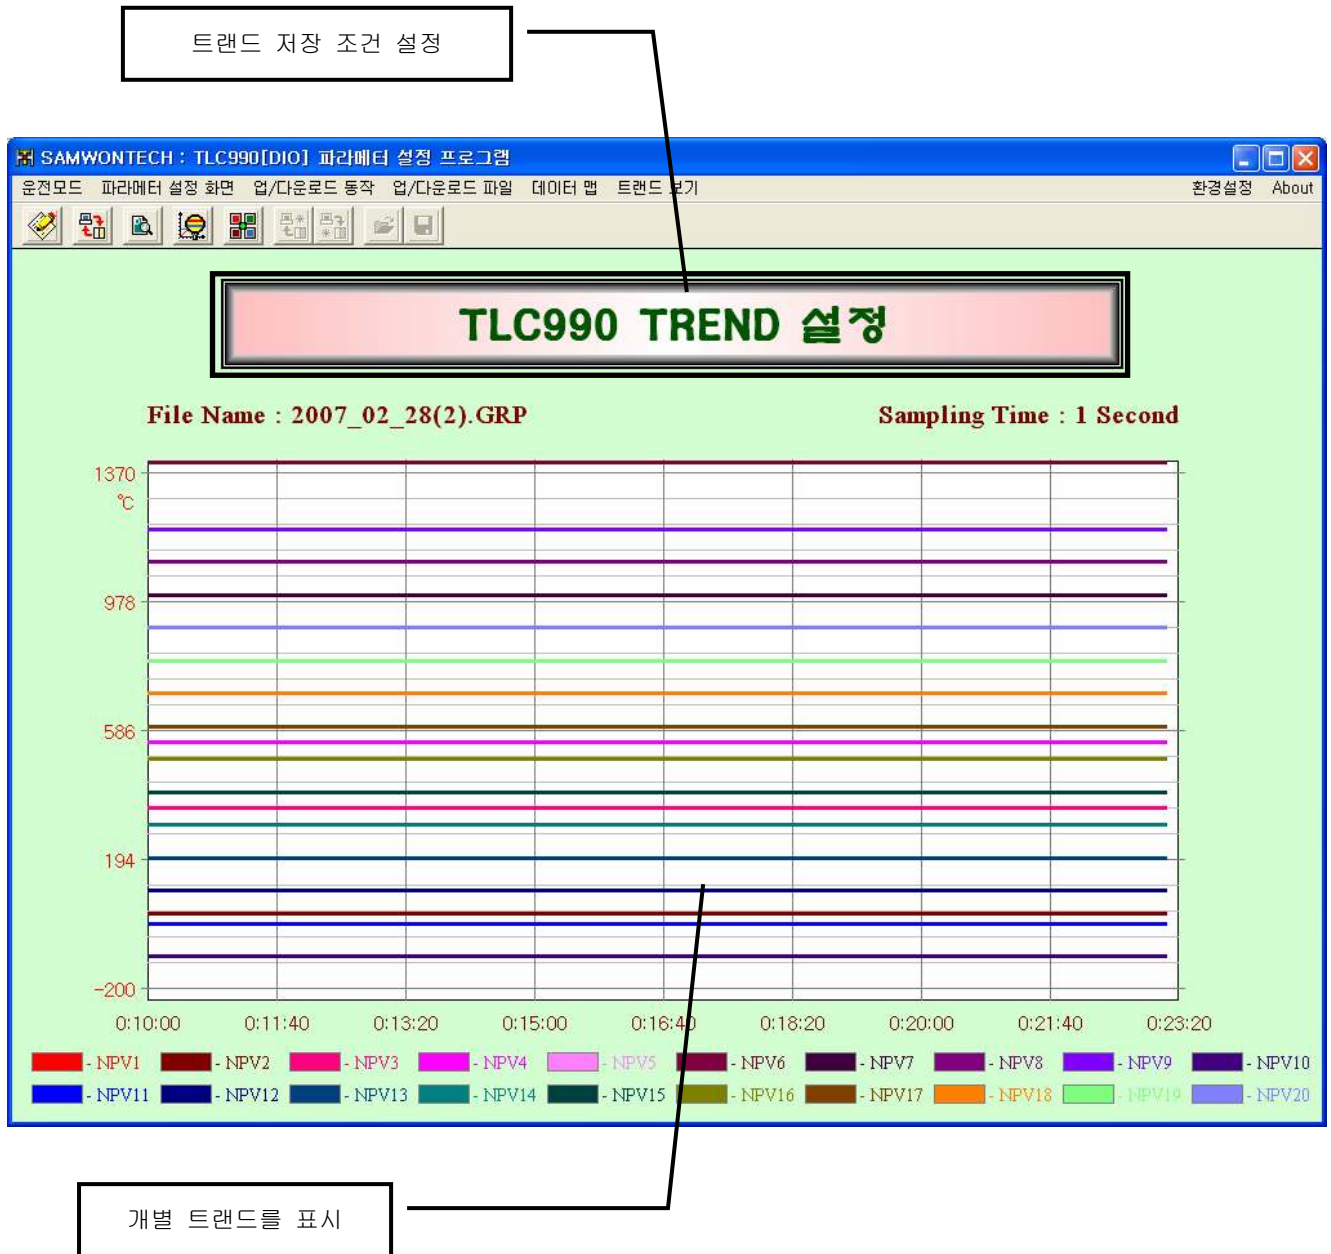 트랜드 저장 조건 설정
SAMWONTECH : TLC990[DIO] 파라메터 설정 프로그램
운전모드 파라메터 설정 화면 업/다운로드 동작 업/다운로드 파일 데이터 맵 트랜드 보기 환경설정 About
TLC990 TREND 설정
File Name : 2007_02_28(2).GRP Sampling Time : 1 Second
1370
℃
978
586
194
-200
0:10:00 0:11:40 0:13:20 0:15:00 0:16:40 0:18:20 0:20:00 0:21:40 0:23:20
- NPV1 - NPV2 - NPV3 - NPV4 - NPV5 - NPV6 - NPV7 - NPV8 - NPV9 - NPV10
- NPV11 - NPV12 - NPV13 - NPV14 - NPV15 - NPV16 - NPV17 - NPV18 - NPV19 - NPV20
개별 트랜드를 표시